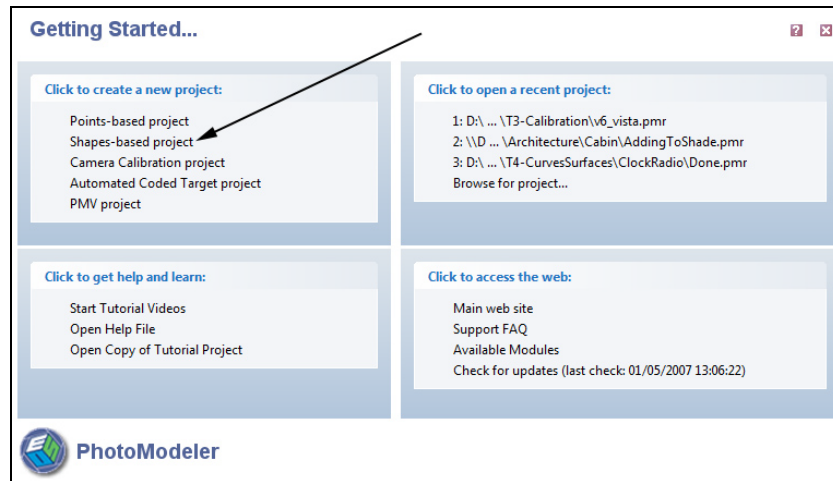 Getting Started...
Click to create a new project:
Points-based project
Shapes-based project
Camera Calibration project
Automated Coded Target project
PMV project
Click to open a recent project:
1: D:\ ... \T3-Calibration\v6_vista.pmr
2: \\D ... \Architecture\Cabin\AddingToShade.pmr
3: D:\ ... \T4-CurvesSurfaces\ClockRadio\Done.pmr
Browse for project...
Click to get help and learn:
Start Tutorial Videos
Open Help File
Open Copy of Tutorial Project
Click to access the web:
Main web site
Support FAQ
Available Modules
Check for updates (last check: 01/05/2007 13:06:22)
PhotoModeler